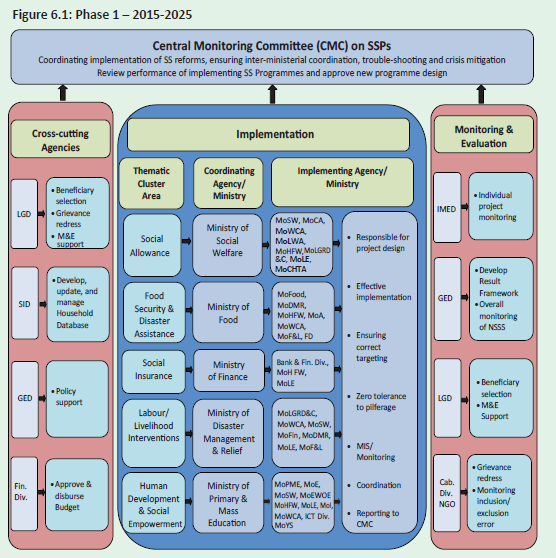 Figure 6.1: Phase 1 – 2015-2025
Central Monitoring Committee (CMC) on SSPs
Coordinating implementation of SS reforms, ensuring inter-ministerial coordination, trouble-shooting and crisis mitigation
Review performance of implementing SS Programmes and approve new programme design
Cross-cutting
Agencies
LGD
• Beneficiary
selection
• Grievance
redress
• M&E
support
SID
• Develop,
update, and
manage
Household
Database
GED
• Policy
support
Fin.
Div.
• Approve &
disburse
Budget
Implementation
Thematic
Cluster
Area
Coordinating
Agency/
Ministry
Implementing Agency/
Ministry
Social
Allowance
Ministry of
Social
Welfare
MoSW, MoCA,
MoWCA,
MoLWA,
MoHFW, MoLGRD
&C, MoLE,
MoCHTA
Food
Security &
Disaster
Assistance
Ministry of
Food
MoFood,
MoDMR,
MoHFW, MoA,
MoWCA,
MoF&L, FD
Social
Insurance
Ministry
of Finance
Bank & Fin. Div.,
MoH FW,
MoLE
Labour/
Livelihood
Interventions
Ministry of
Disaster
Management
& Relief
MoLGRD&C,
MoWCA, MoSW,
MoFin, MoDMR,
MoLE, MoF&L
Human
Development
& Social
Empowerment
Ministry of
Primary &
Mass
Education
MoPME, MoE,
MoSW, MoEWOE
MoHFW, MoLE, MoI,
MoWCA, ICT Div.
MoYS
• Responsible for
project design
• Effective
implementation
• Ensuring
correct
targeting
• Zero tolerance
to pilferage
• MIS/
Monitoring
• Coordination
• Reporting to
CMC
Monitoring &
Evaluation
IMED
• Individual
project
monitoring
GED
• Develop
Result
Framework
• Overall
monitoring
of NSSS
LGD
• Beneficiary
selection
• M&E
Support
Cab.
Div.
NGO
• Grievance
redress
• Monitoring
inclusion/
exclusion
error